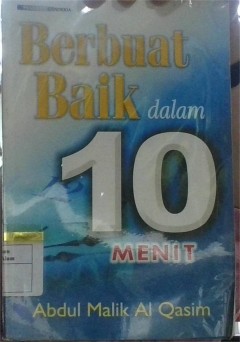 Berbuat
Baik dalam
10
MENIT
Abdul Malik Al Qasim